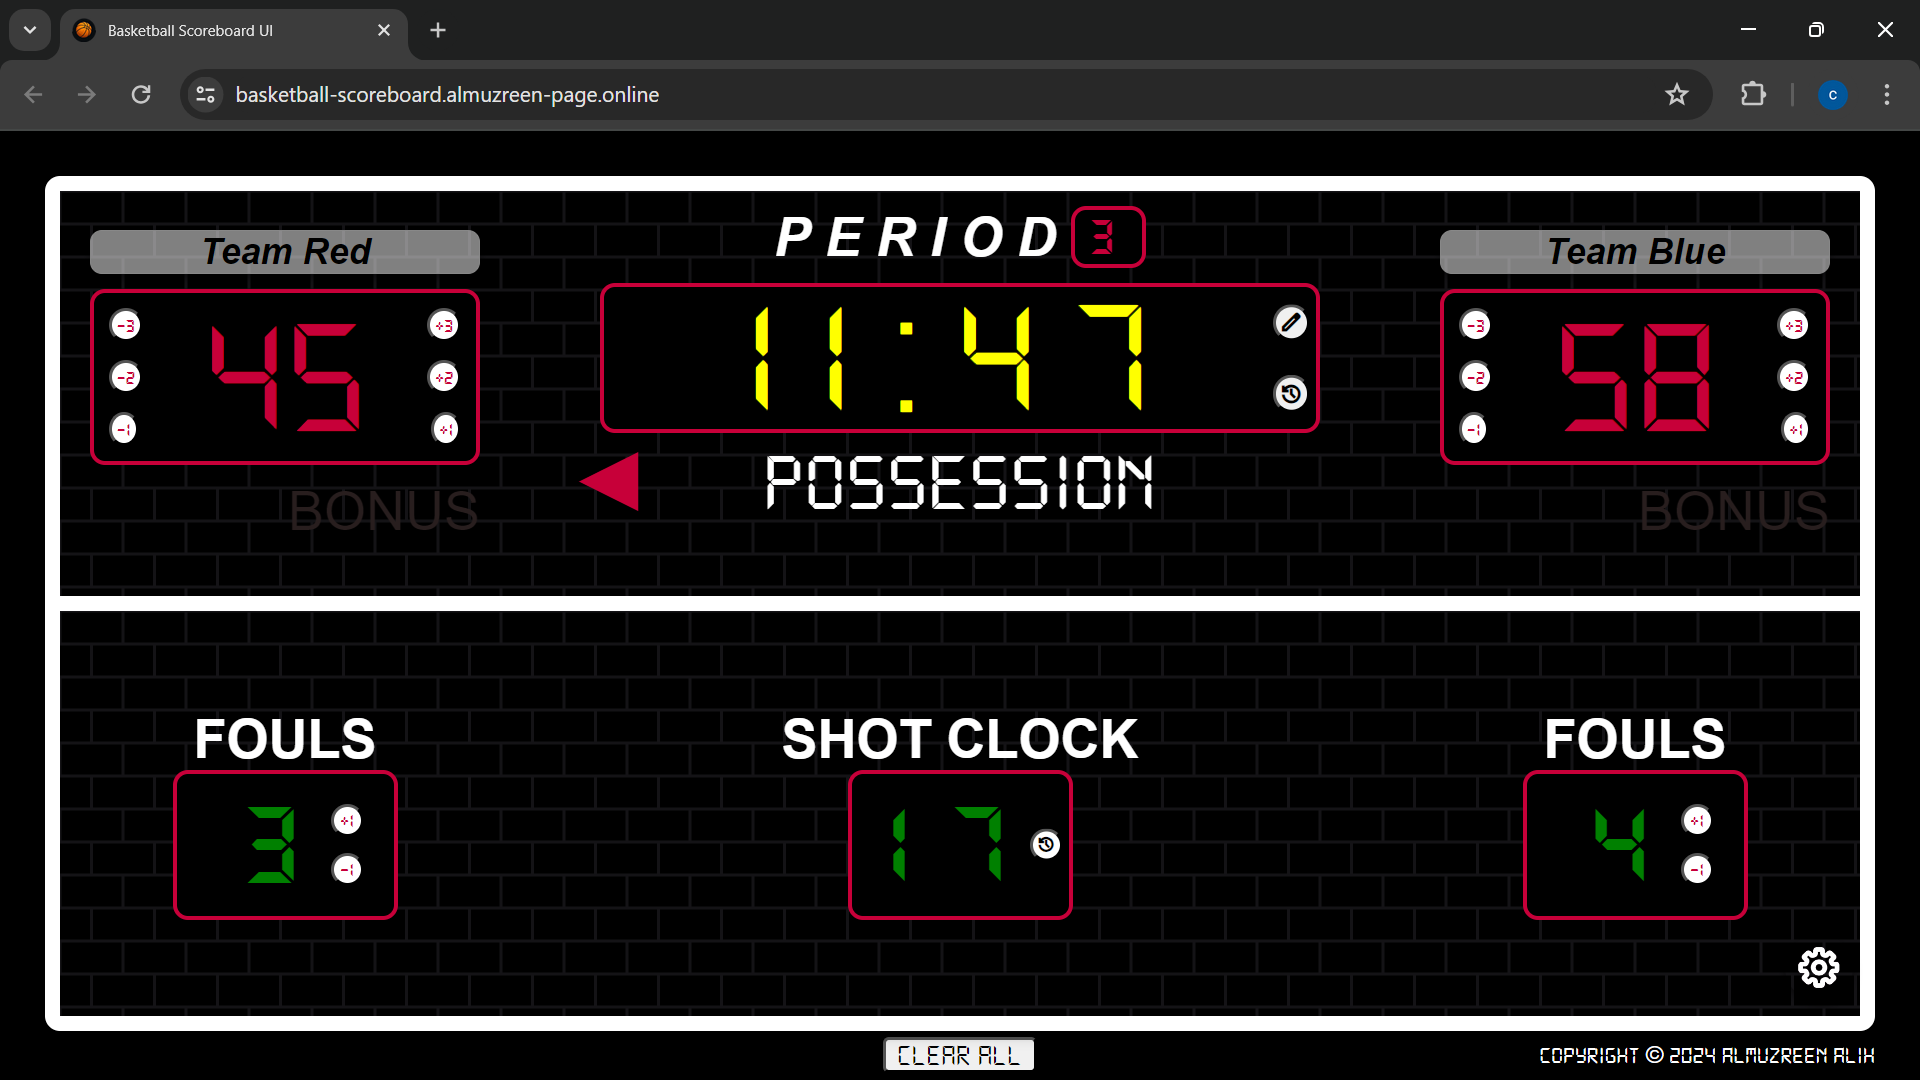 Basketball Scoreboard UI
basketball-scoreboard.almuzreen-page.online
C
PERIOD 3
Team Red
Team Blue
-3 +3
-2 +2
-1 +1
45
11:47
-3 +3
-2 +2
-1 +1
58
BONUS
POSSESSION
BONUS
FOULS
SHOT CLOCK
FOULS
3
+1
-1
17
4
+1
-1
CLEAR ALL
COPYRIGHT © 2024 ALMUZREEN ALIH